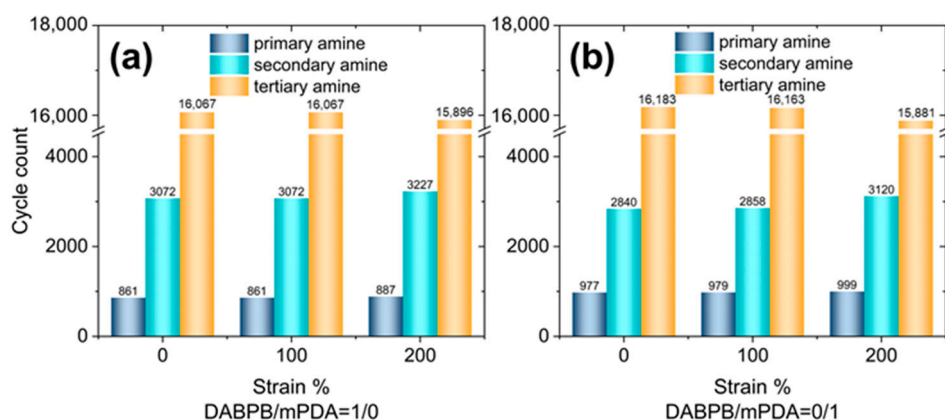 18,000
(a)
primary amine
secondary amine
tertiary amine
16,067
16,067
15,896
16,000
Cycle count
4000
3072
3072
3227
2000
861
861
887
0
0
100
200
Strain %
DABPB/mPDA=1/0
18,000
(b)
primary amine
secondary amine
tertiary amine
16,183
16,163
15,881
16,000
4000
2840
2858
3120
2000
977
979
999
0
0
100
200
Strain %
DABPB/mPDA=0/1